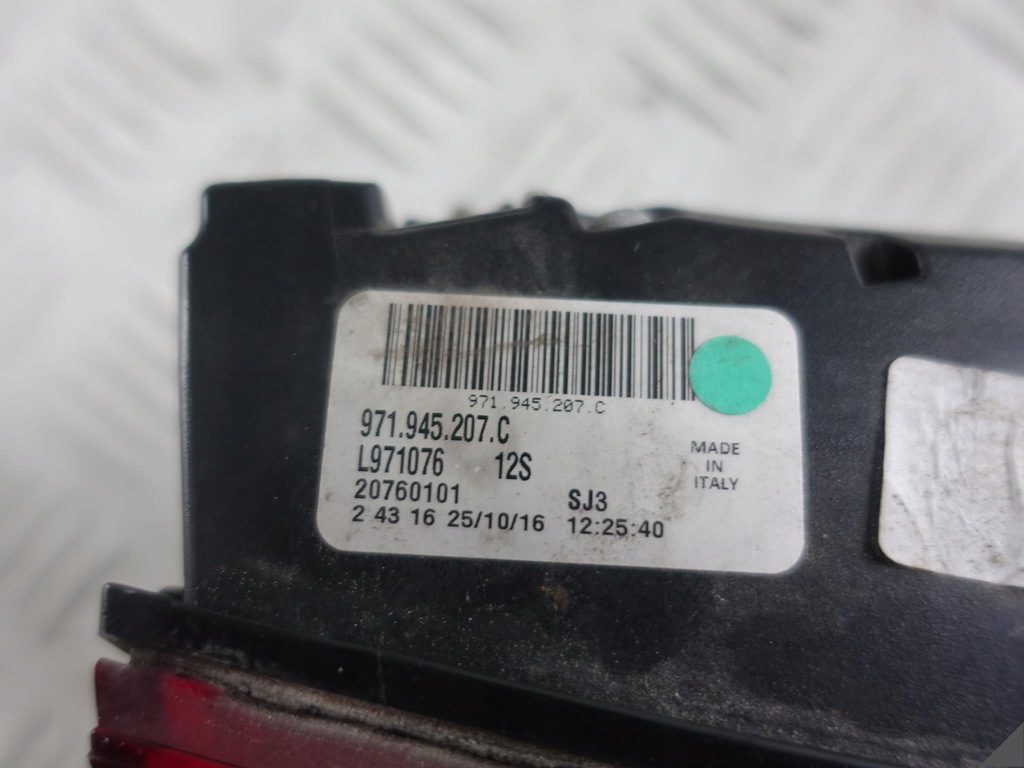 971.945.207.C
971.945.207.C
L971076 12S
MADE
IN
ITALY
20760101 SJ3
2 43 16 25/10/16 12:25:40